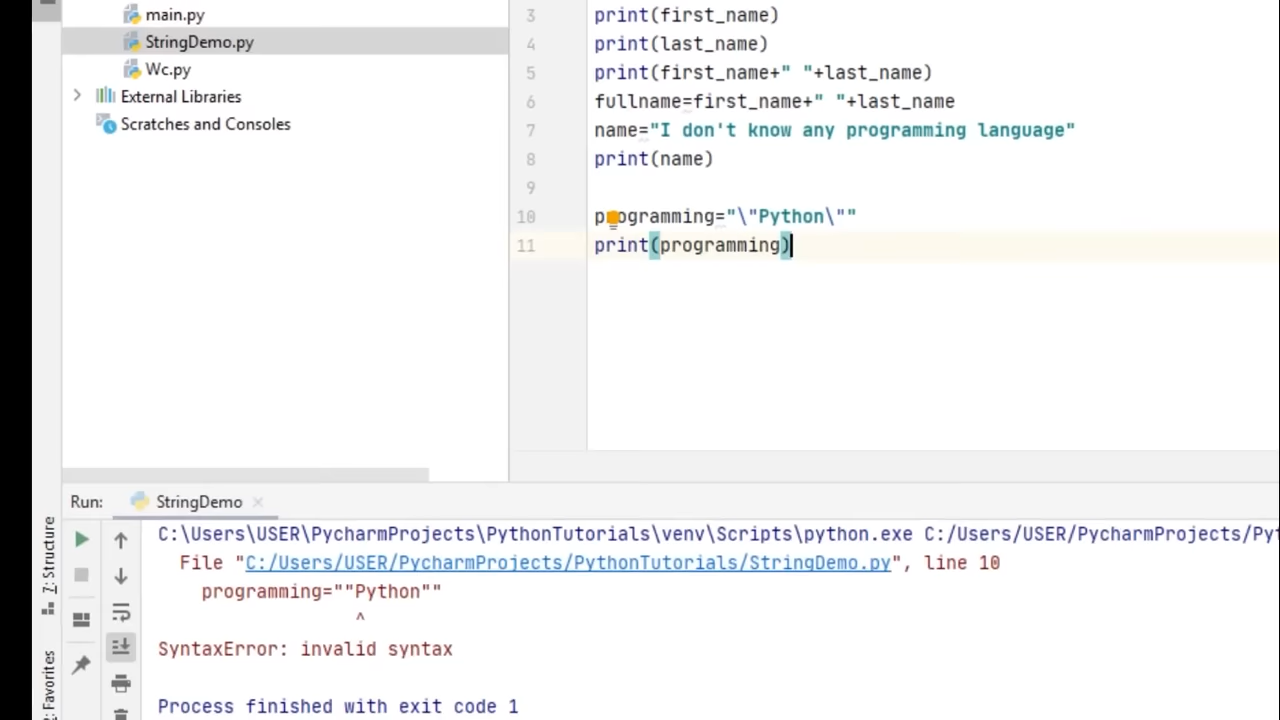 main.py
StringDemo.py
Wc.py
External Libraries
Scratches and Consoles
3 print(first_name)
4 print(last_name)
5 print(first_name+" "+last_name)
6 fullname=first_name+" "+last_name
7 name="I don't know any programming language"
8 print(name)
9
10 programming="\"Python\""
11 print(programming)
Run: StringDemo
C:\Users\USER\PycharmProjects\PythonTutorials\venv\Scripts\python.exe C:/Users/USER/PycharmProjects/Pyt
File "C:/Users/USER/PycharmProjects/PythonTutorials/StringDemo.py", line 10
programming=""Python""
^
SyntaxError: invalid syntax
Process finished with exit code 1
7: Structure
2: Favorites